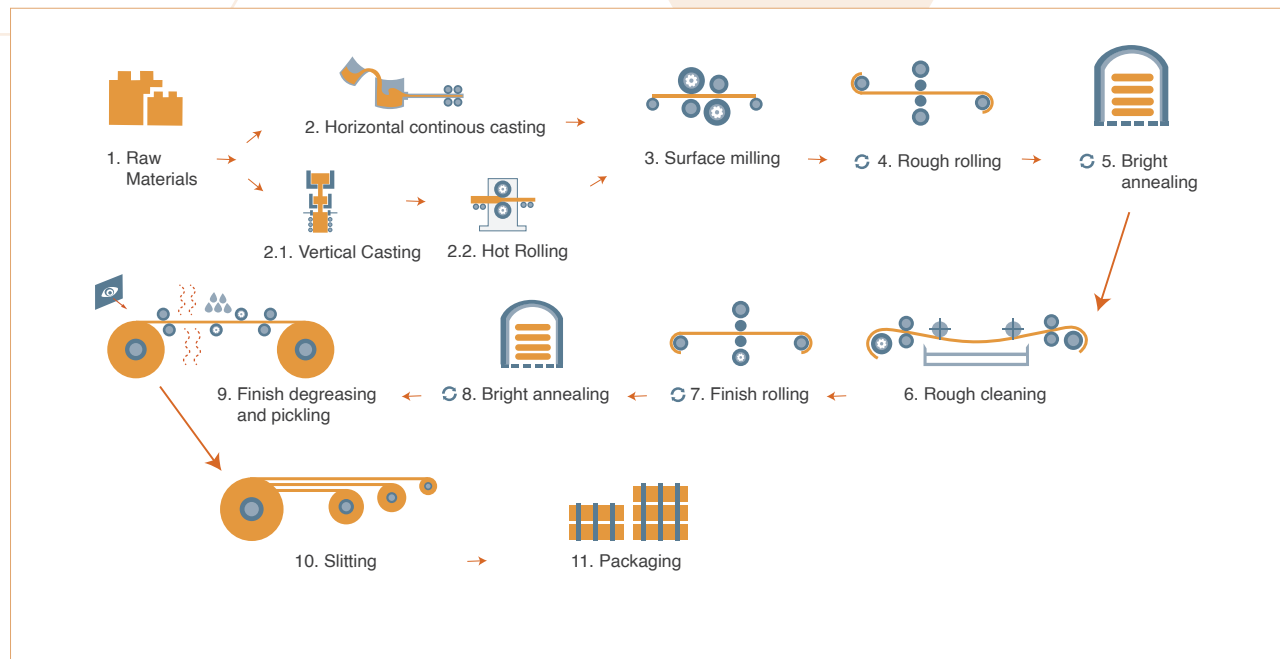 1. Raw
Materials
2. Horizontal continous casting
2.1. Vertical Casting
2.2. Hot Rolling
3. Surface milling
4. Rough rolling
5. Bright
annealing
6. Rough cleaning
7. Finish rolling
8. Bright annealing
9. Finish degreasing
and pickling
10. Slitting
11. Packaging